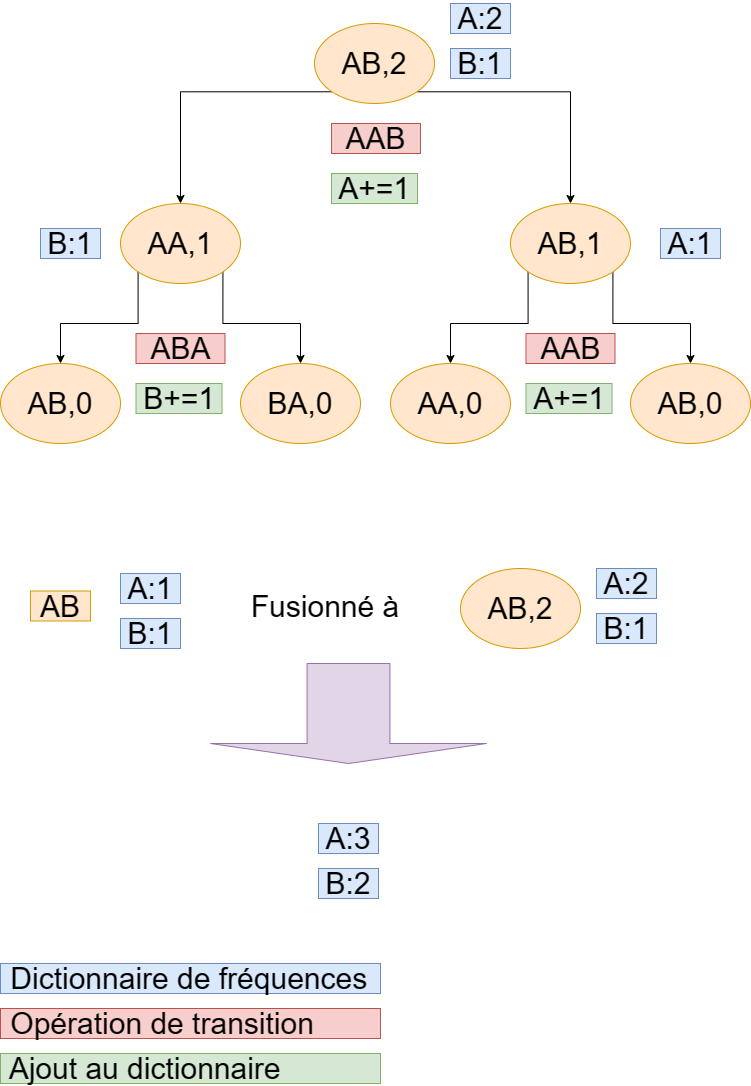 A:2
AB,2
B:1
AAB
A+=1
B:1
AA,1
AB,1
A:1
ABA
AAB
AB,0
B+=1
BA,0
AA,0
A+=1
AB,0
AB
A:1
B:1
Fusionné à
AB,2
A:2
B:1
A:3
B:2
Dictionnaire de fréquences
Opération de transition
Ajout au dictionnaire